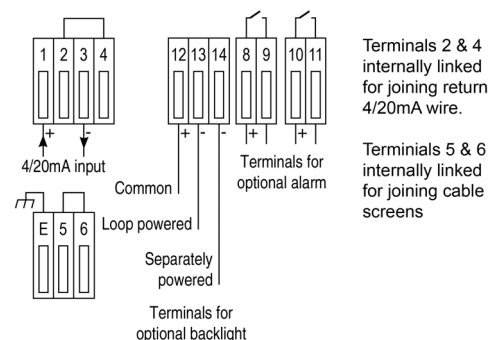 1 2 3 4
12 13 14
8 9
10 11
+ -
+ - -
+ -
+ -
4/20mA input
Terminals for
optional alarm
Common
Loop powered
Separately
powered
E 5 6
Terminals for
optional backlight
Terminals 2 & 4
internally linked
for joining return
4/20mA wire.
Terminials 5 & 6
internally linked
for joining cable
screens